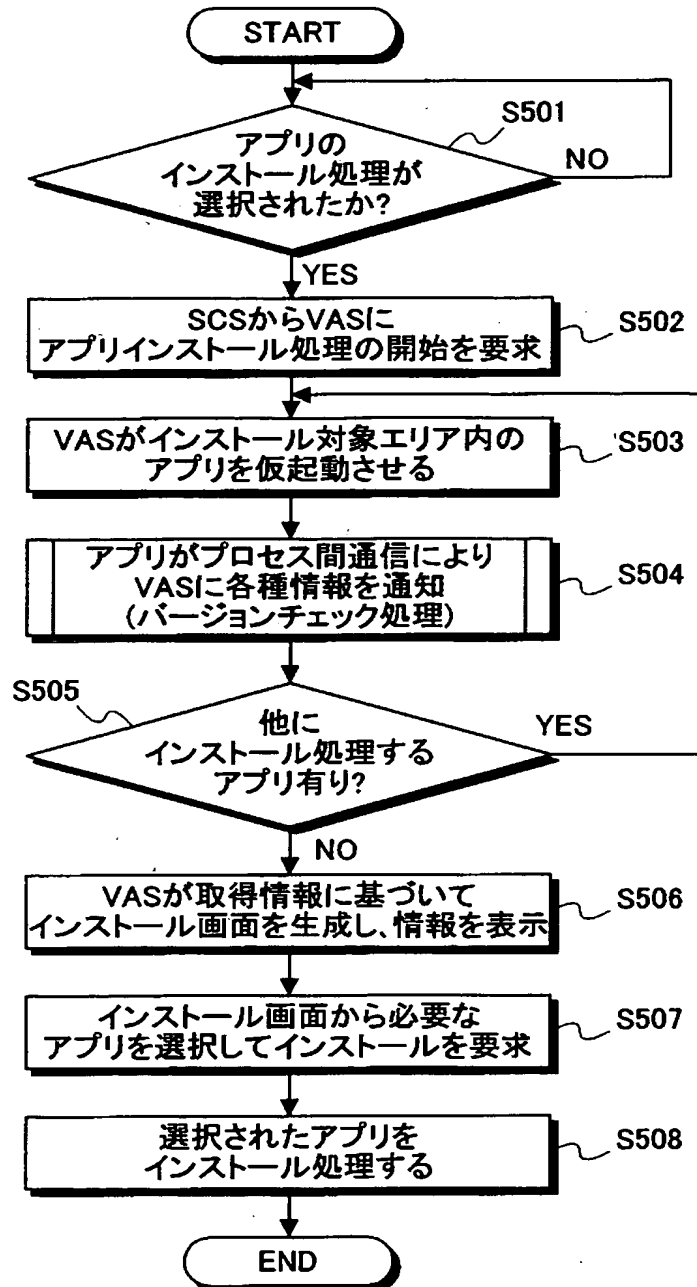 START
S501
アプリの
インストール処理が
選択されたか?
NO
YES
SCSからVASに
アプリインストール処理の開始を要求
S502
VASがインストール対象エリア内の
アプリを仮起動させる
S503
アプリがプロセス間通信により
VASに各種情報を通知
(バージョンチェック処理)
S504
S505
他に
インストール処理する
アプリ有り?
YES
NO
VASが取得情報に基づいて
インストール画面を生成し、情報を表示
S506
インストール画面から必要な
アプリを選択してインストールを要求
S507
選択されたアプリを
インストール処理する
S508
END